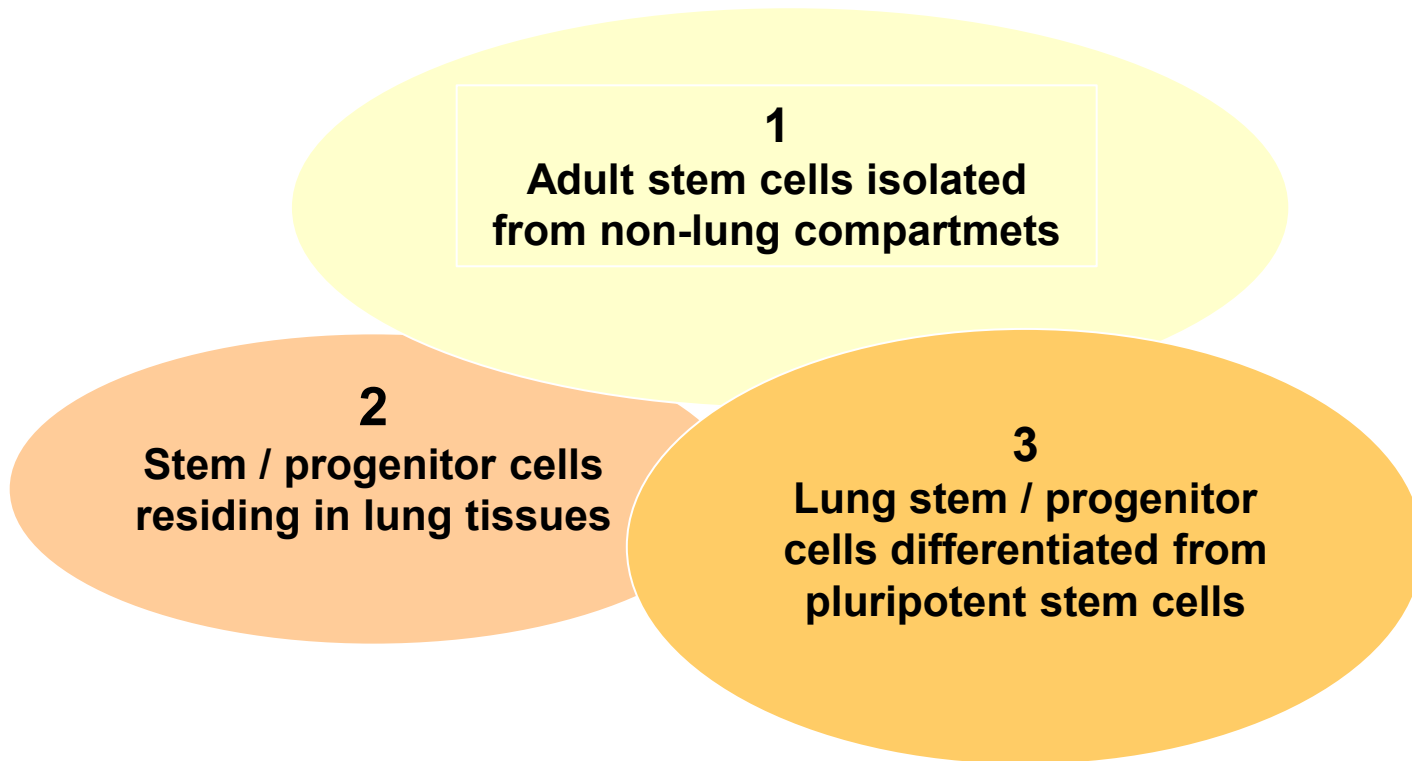 1
Adult stem cells isolated
from non-lung compartmets
2
Stem / progenitor cells
residing in lung tissues
3
Lung stem / progenitor
cells differentiated from
pluripotent stem cells